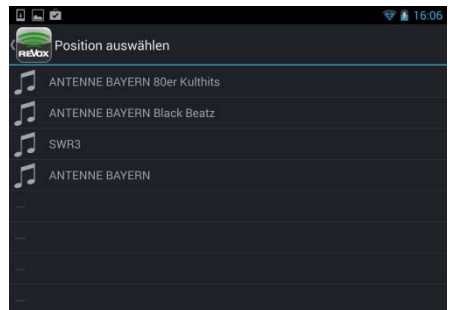 16:06
REVOX Position auswählen
ANTENNE BAYERN 80er Kulthits
ANTENNE BAYERN Black Beatz
SWR3
ANTENNE BAYERN
—
—
—
—